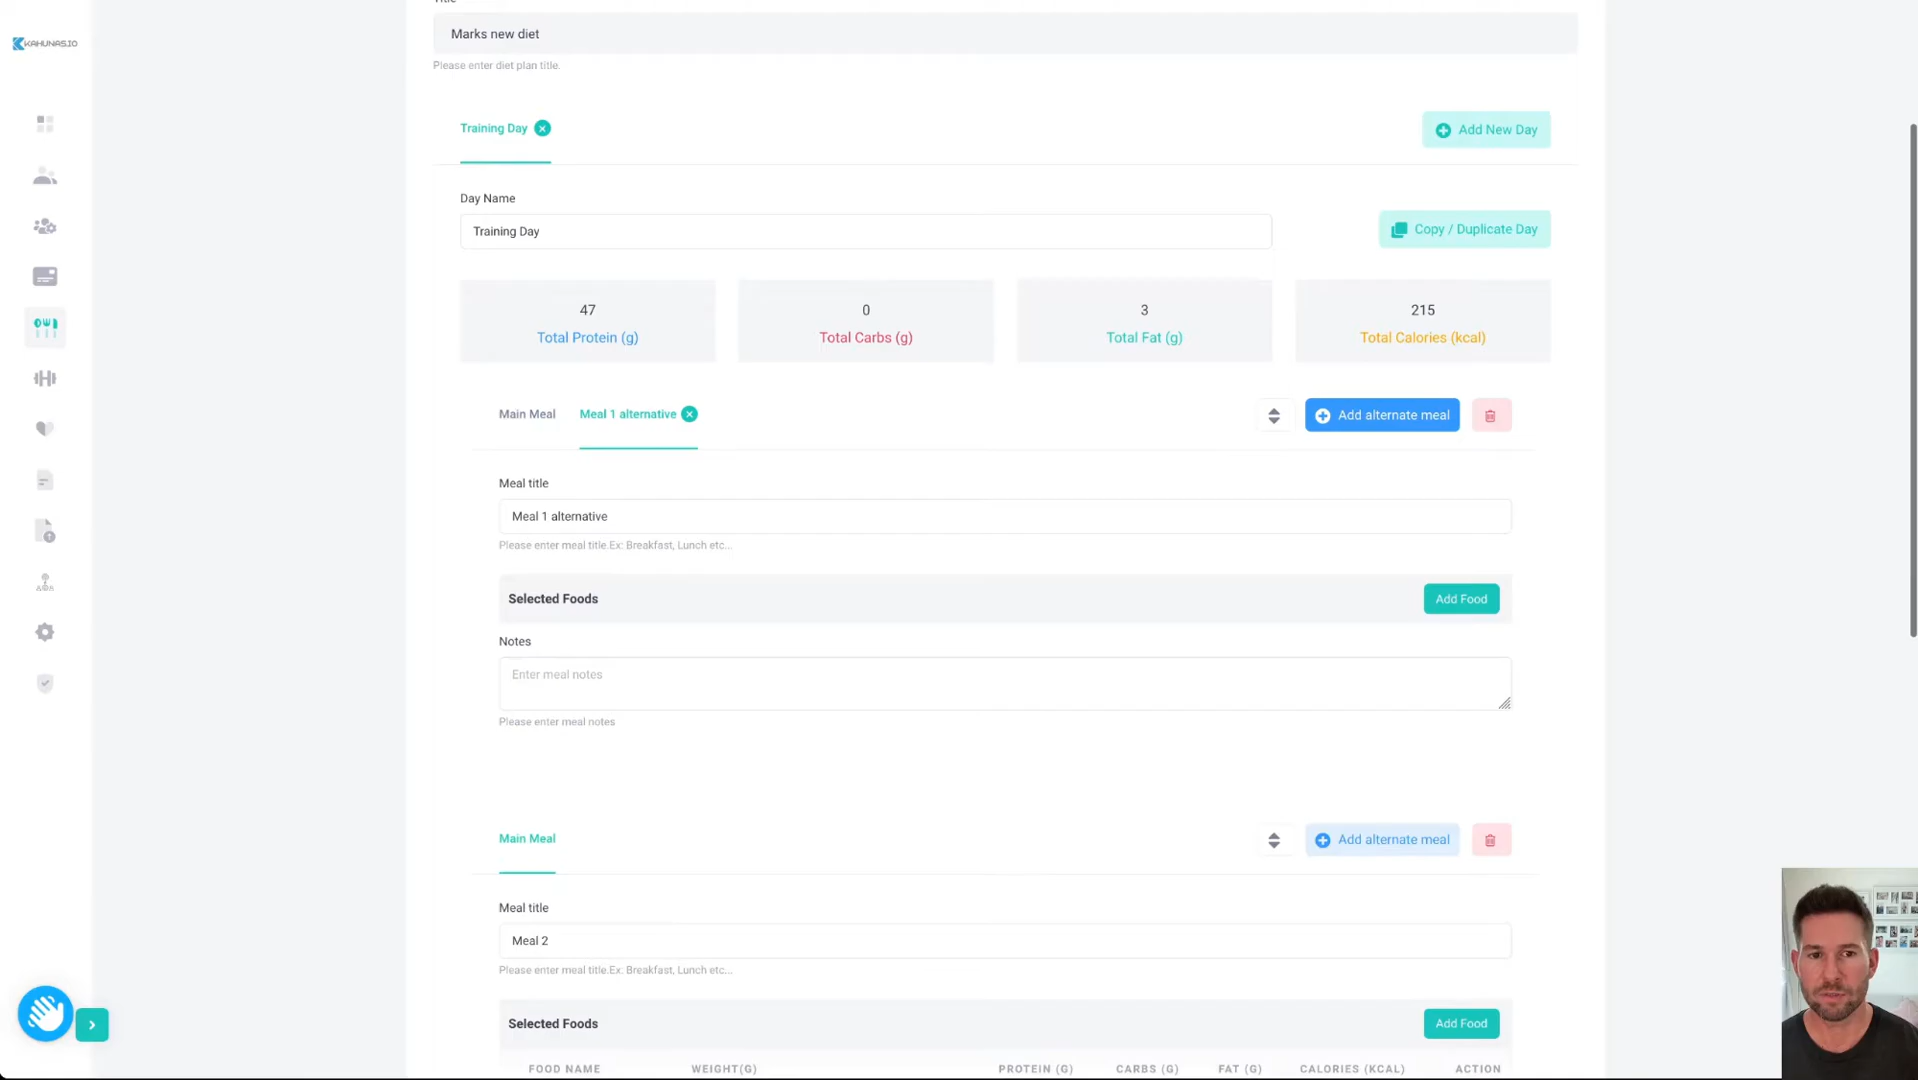 KAHUNAS.IO
Marks new diet
Please enter diet plan title.
Training Day
Add New Day
Day Name
Training Day
Copy / Duplicate Day
47
Total Protein (g)
0
Total Carbs (g)
3
Total Fat (g)
215
Total Calories (kcal)
Main Meal
Meal 1 alternative
Add alternate meal
Meal title
Meal 1 alternative
Please enter meal title.Ex: Breakfast, Lunch etc...
Selected Foods
Add Food
Notes
Enter meal notes
Please enter meal notes
Main Meal
Add alternate meal
Meal title
Meal 2
Please enter meal title.Ex: Breakfast, Lunch etc...
Selected Foods
Add Food
FOOD NAME
WEIGHT(G)
PROTEIN (G)
CARBS (G)
FAT (G)
CALORIES (KCAL)
ACTION